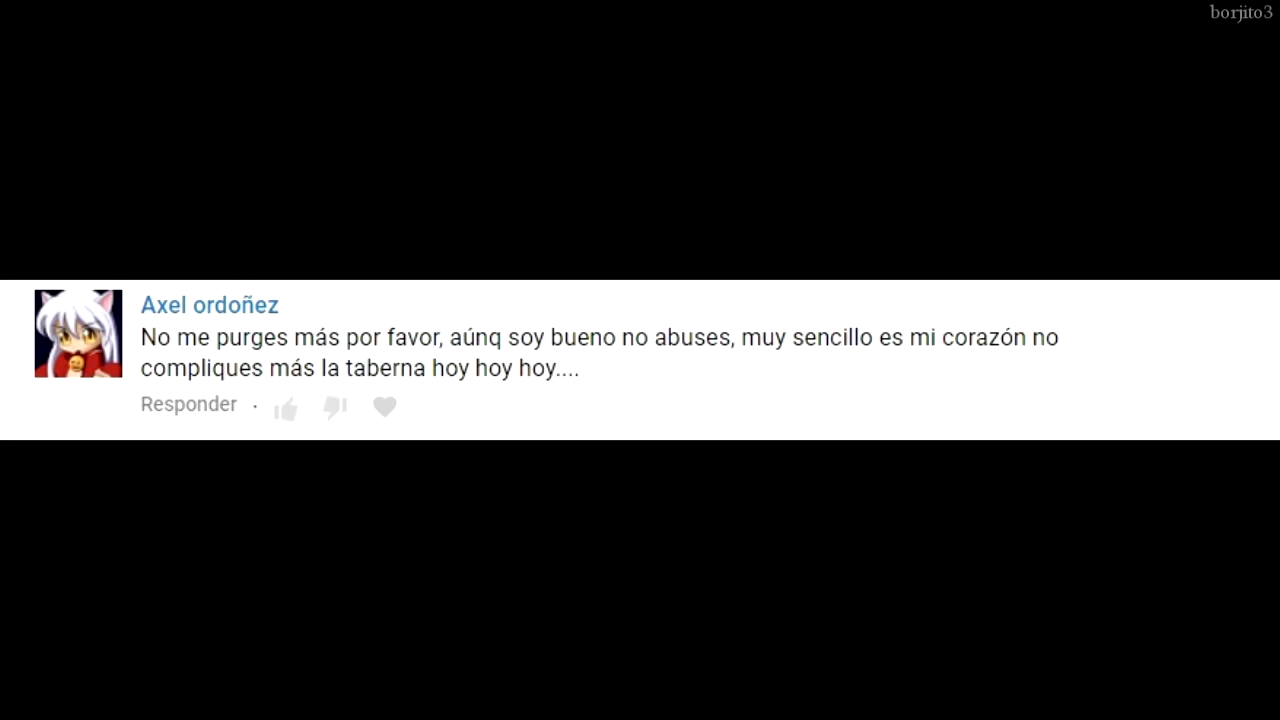 borjito3
Axel ordoñez
No me purges más por favor, aúnq soy bueno no abuses, muy sencillo es mi corazón no
compliques más la taberna hoy hoy hoy....
Responder ·